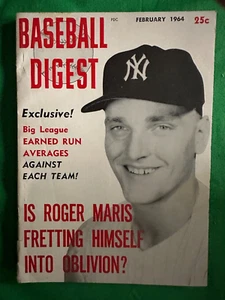 BASEBALL
FEBRUARY 1964 25c
DIGEST
NY
Exclusive!
Big League
EARNED RUN
AVERAGES
AGAINST
EACH TEAM!
IS ROGER MARIS
FRETTING HIMSELF
INTO OBLIVION?